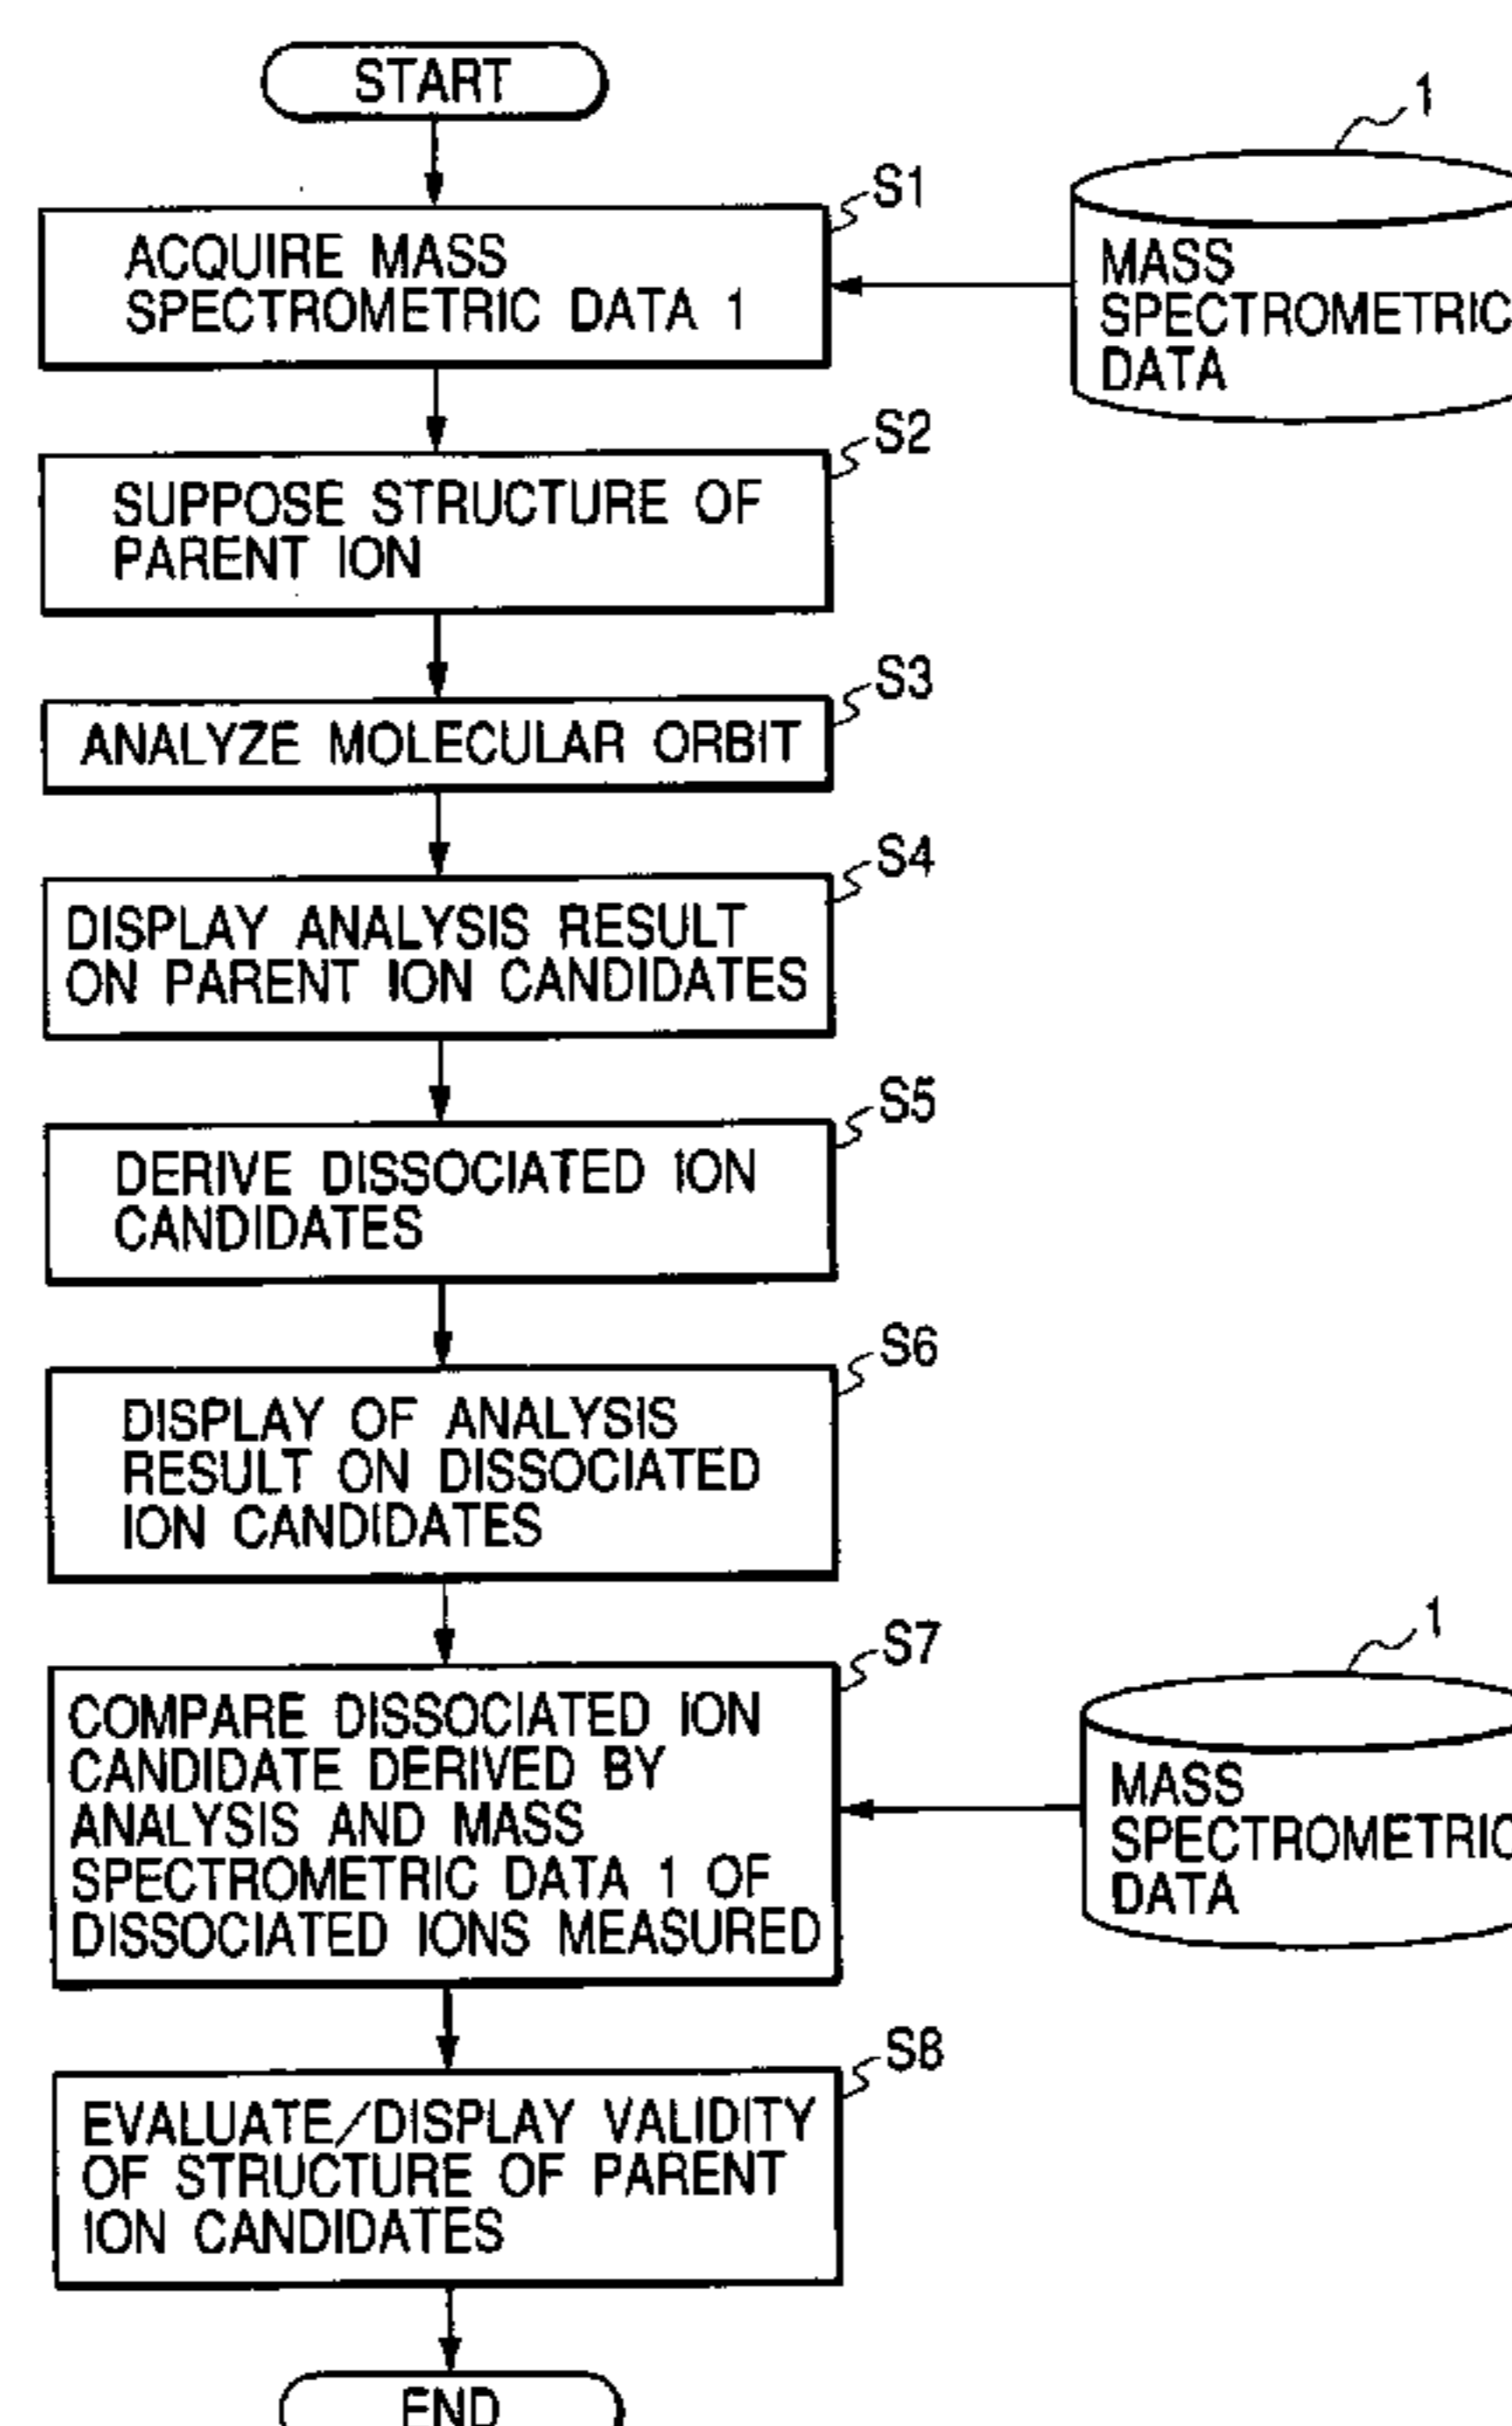 START
1
S1
ACQUIRE MASS
SPECTROMETRIC DATA 1
MASS
SPECTROMETRIC
DATA
S2
SUPPOSE STRUCTURE OF
PARENT ION
S3
ANALYZE MOLECULAR ORBIT
S4
DISPLAY ANALYSIS RESULT
ON PARENT ION CANDIDATES
S5
DERIVE DISSOCIATED ION
CANDIDATES
S6
DISPLAY OF ANALYSIS
RESULT ON DISSOCIATED
ION CANDIDATES
S7
COMPARE DISSOCIATED ION
CANDIDATE DERIVED BY
ANALYSIS AND MASS
SPECTROMETRIC DATA 1 OF
DISSOCIATED IONS MEASURED
1
MASS
SPECTROMETRIC
DATA
S8
EVALUATE/DISPLAY VALIDITY
OF STRUCTURE OF PARENT
ION CANDIDATES
END